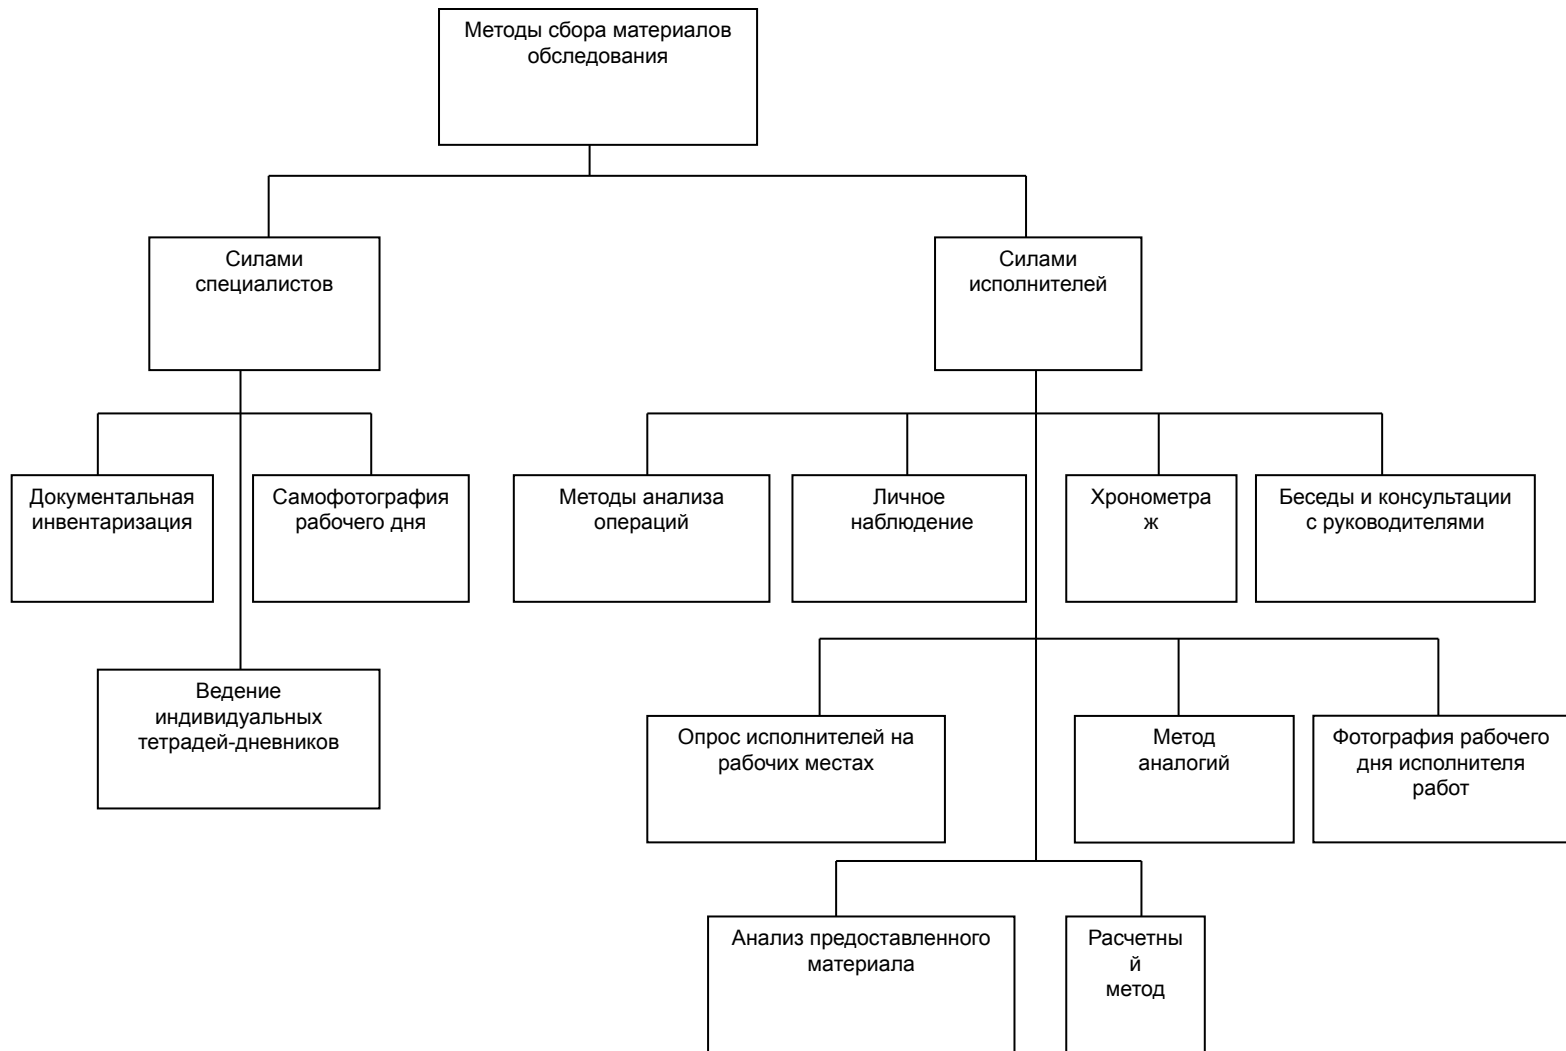 Методы сбора материалов
обследования
Силами
специалистов
Силами
исполнителей
Документальная
инвентаризация
Самофотография
рабочего дня
Методы анализа
операций
Личное
наблюдение
Хронометра
ж
Беседы и консультации
с руководителями
Ведение
индивидуальных
тетрадей-дневников
Опрос исполнителей на
рабочих местах
Метод
аналогий
Фотография рабочего
дня исполнителя
работ
Анализ предоставленного
материала
Расчетны
й
метод